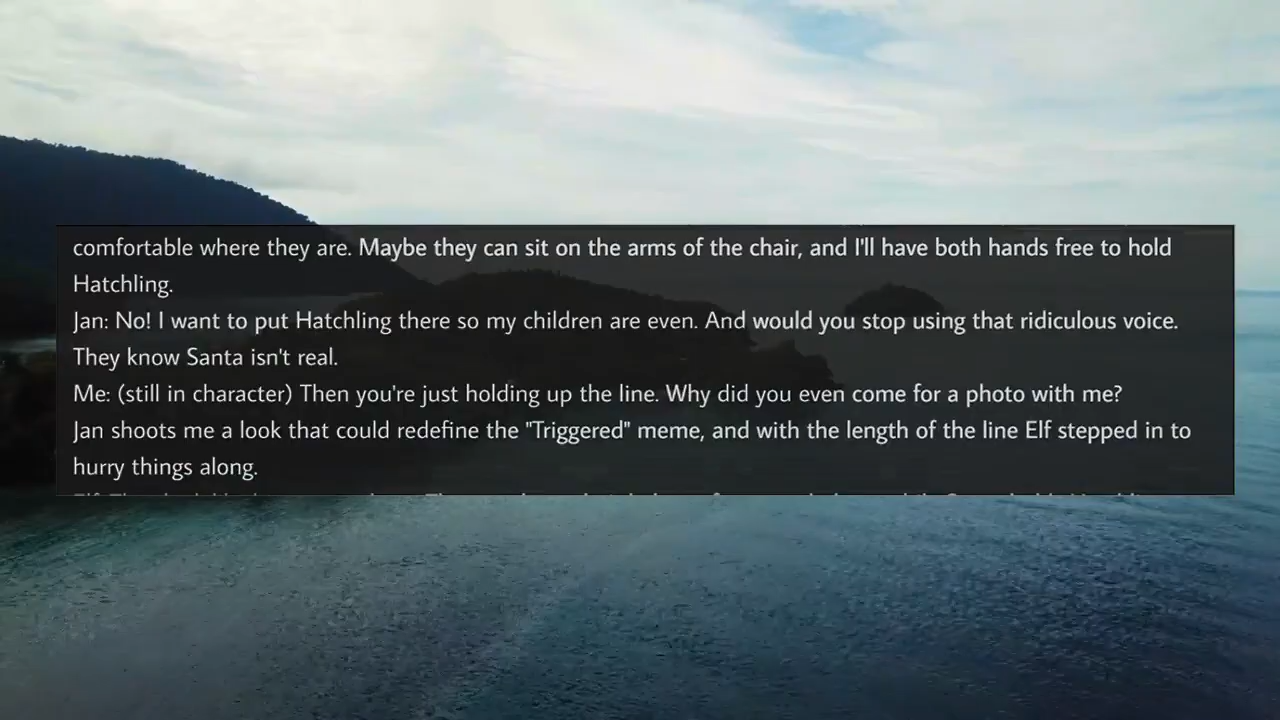 comfortable where they are. Maybe they can sit on the arms of the chair, and I'll have both hands free to hold
Hatchling.
Jan: No! I want to put Hatchling there so my children are even. And would you stop using that ridiculous voice.
They know Santa isn't real.
Me: (still in character) Then you're just holding up the line. Why did you even come for a photo with me?
Jan shoots me a look that could redefine the "Triggered" meme, and with the length of the line Elf stepped in to
hurry things along.